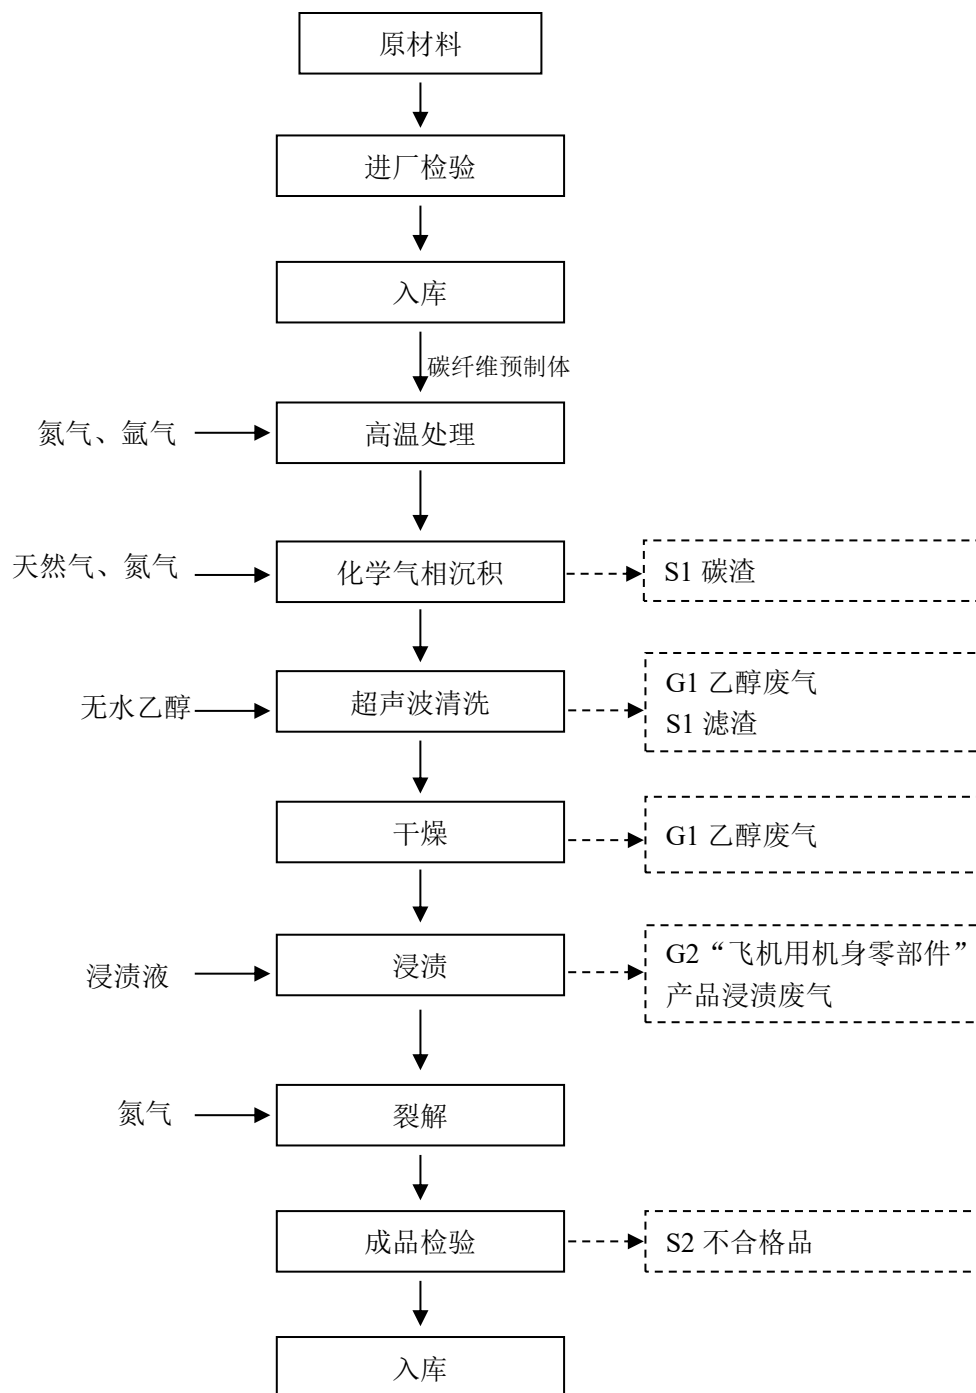 原材料
进厂检验
入库
碳纤维预制体
氮气、氩气
高温处理
天然气、氮气
化学气相沉积
S1 碳渣
无水乙醇
超声波清洗
G1 乙醇废气
S1 滤渣
干燥
G1 乙醇废气
浸渍液
浸渍
G2“飞机用机身零部件”
产品浸渍废气
氮气
裂解
成品检验
S2 不合格品
入库